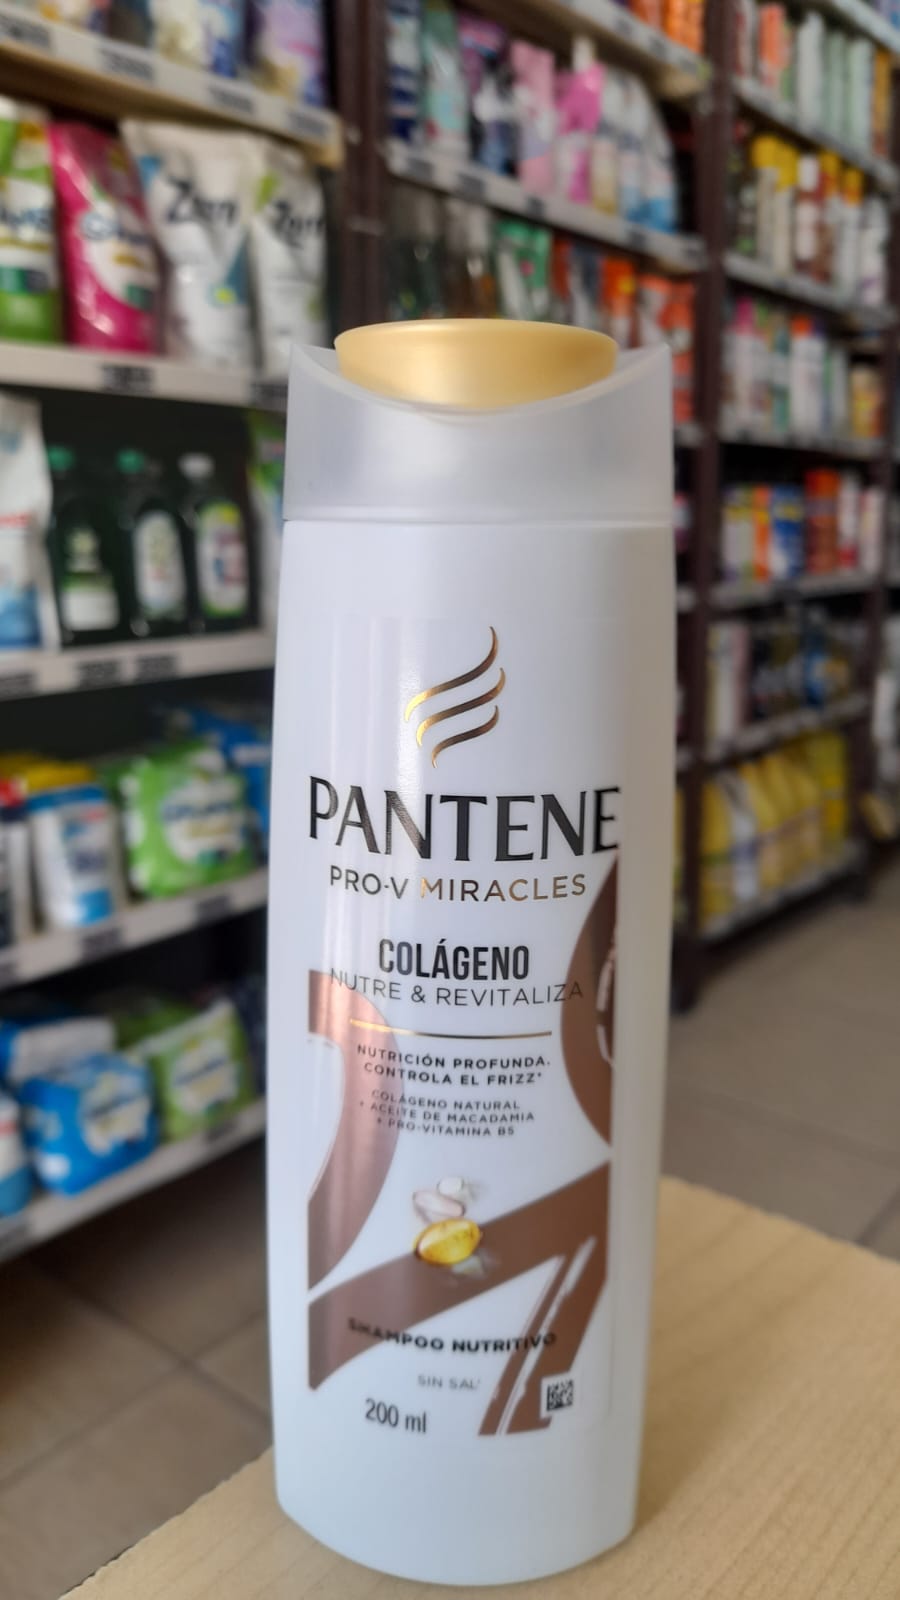 PANTENE
PRO-V MIRACLES
COLÁGENO
NUTRE & REVITALIZA
NUTRICIÓN PROFUNDA.
CONTROLA EL FRIZZ*
COLÁGENO NATURAL
+ ACEITE DE MACADAMIA
+ PRO-VITAMINA B5
SHAMPOO NUTRITIVO
SIN SAL
200 ml
Zorro